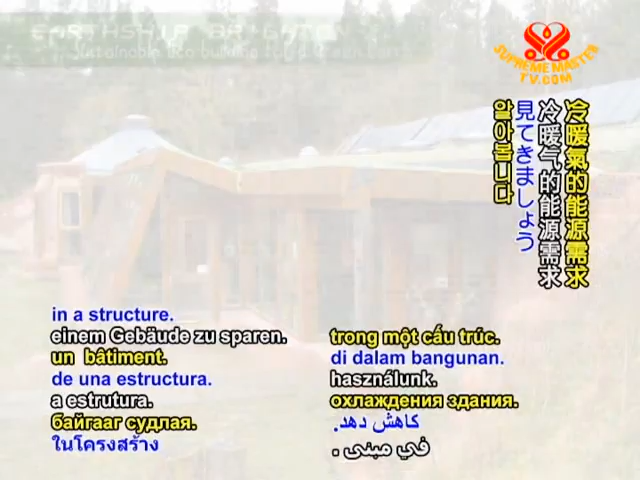 EARTHSHIP BRIGHTON
SUPREME MASTER
TV.COM
冷暖氣的能源需求
冷暖气的能源需求
見てきましょう
알아봅니다
in a structure.
einem Gebäude zu sparen.
un bâtiment.
de una estructura.
a estrutura.
байгааг судлая.
ในโครงสร้าง
trong một cấu trúc.
di dalam bangunan.
használunk.
охлаждения здания.
کاهش دهد.
في مبنى .